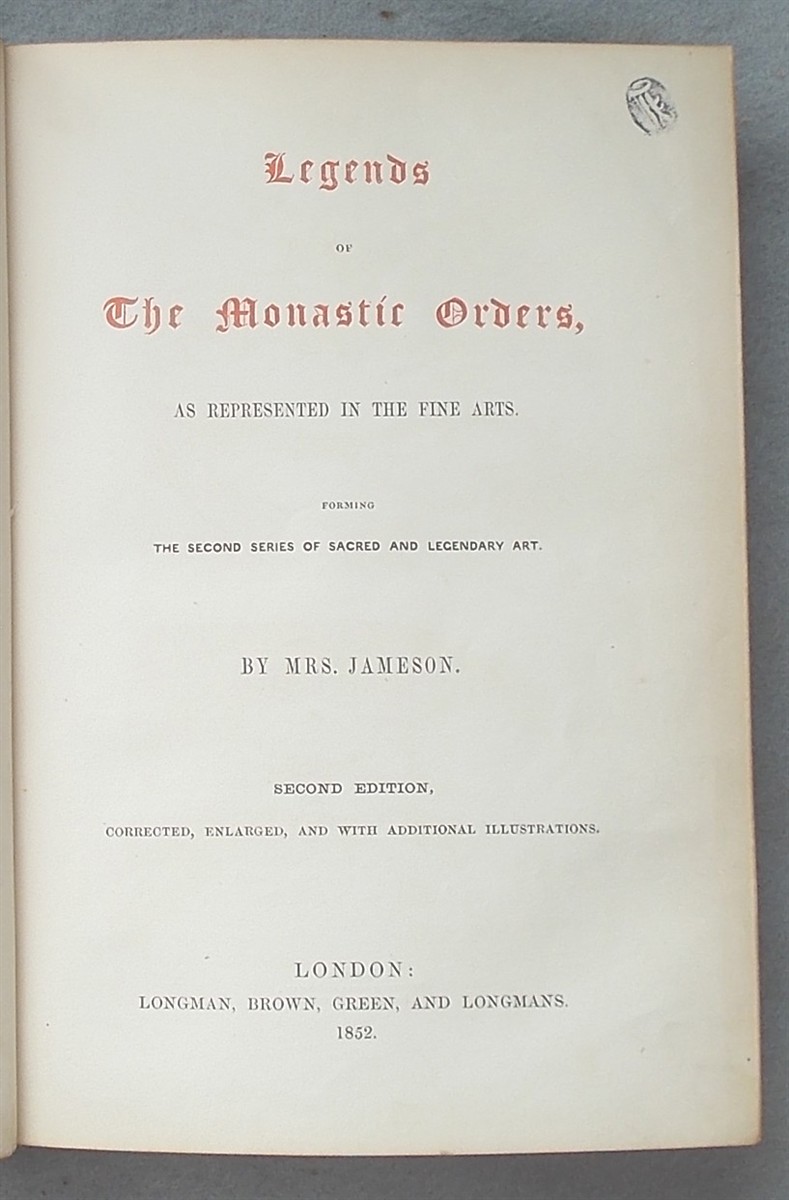 Legends
OF
The Monastic Orders,
AS REPRESENTED IN THE FINE ARTS.
FORMING
THE SECOND SERIES OF SACRED AND LEGENDARY ART.
BY MRS. JAMESON.
SECOND EDITION,
CORRECTED, ENLARGED, AND WITH ADDITIONAL ILLUSTRATIONS.
LONDON:
LONGMAN, BROWN, GREEN, AND LONGMANS.
1852.